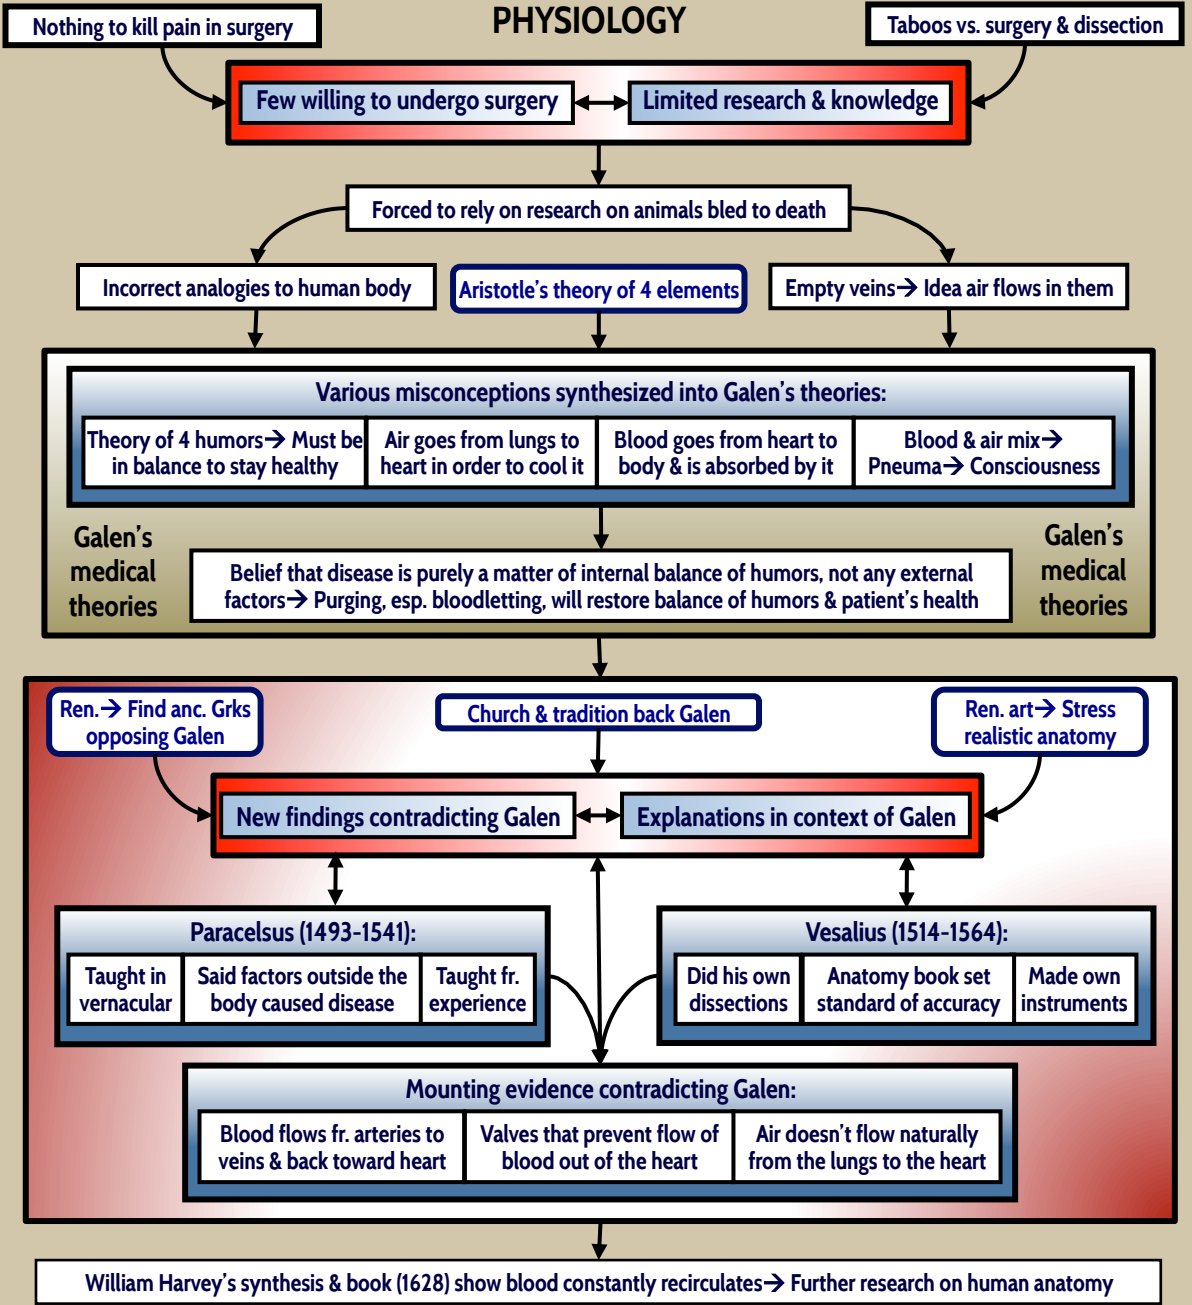 PHYSIOLOGY
Nothing to kill pain in surgery
Taboos vs. surgery & dissection
Few willing to undergo surgery
Limited research & knowledge
Forced to rely on research on animals bled to death
Incorrect analogies to human body
Aristotle's theory of 4 elements
Empty veins→ Idea air flows in them
Various misconceptions synthesized into Galen's theories:
Theory of 4 humors→ Must be
in balance to stay healthy
Air goes from lungs to
heart in order to cool it
Blood goes from heart to
body & is absorbed by it
Blood & air mix→
Pneuma→ Consciousness
Galen's
medical
theories
Belief that disease is purely a matter of internal balance of humors, not any external
factors→ Purging, esp. bloodletting, will restore balance of humors & patient's health
Galen's
medical
theories
Ren.→ Find anc. Grks
opposing Galen
Church & tradition back Galen
Ren. art→ Stress
realistic anatomy
New findings contradicting Galen
Explanations in context of Galen
Paracelsus (1493-1541):
Taught in
vernacular
Said factors outside the
body caused disease
Taught fr.
experience
Vesalius (1514-1564):
Did his own
dissections
Anatomy book set
standard of accuracy
Made own
instruments
Mounting evidence contradicting Galen:
Blood flows fr. arteries to
veins & back toward heart
Valves that prevent flow of
blood out of the heart
Air doesn't flow naturally
from the lungs to the heart
William Harvey's synthesis & book (1628) show blood constantly recirculates→ Further research on human anatomy